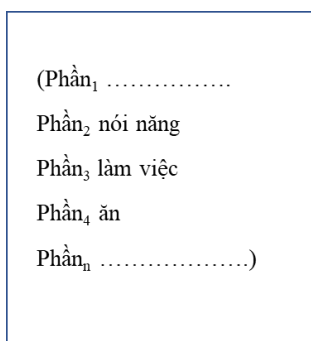 (Phần₁ …………….
Phần₂ nói năng
Phần₃ làm việc
Phần₄ ăn
Phầnₙ ……………….)